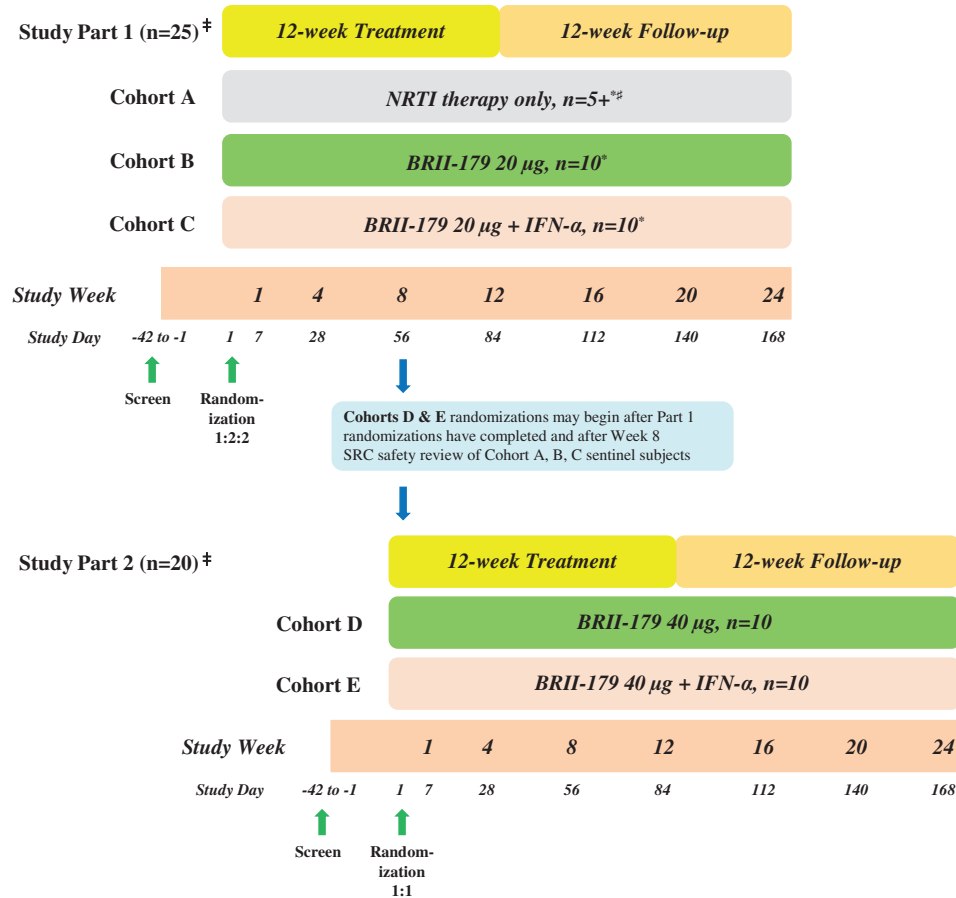 Study Part 1 (n=25)‡
12-week Treatment 12-week Follow-up
Cohort A NRTI therapy only, n=5+*#
Cohort B BRII-179 20 µg, n=10*
Cohort C BRII-179 20 µg + IFN-α, n=10*
Study Week 1 4 8 12 16 20 24
Study Day -42 to -1 1 7 28 56 84 112 140 168
Screen
Random-
ization
1:2:2
Cohorts D & E randomizations may begin after Part 1
randomizations have completed and after Week 8
SRC safety review of Cohort A, B, C sentinel subjects
Study Part 2 (n=20)‡
12-week Treatment 12-week Follow-up
Cohort D BRII-179 40 µg, n=10
Cohort E BRII-179 40 µg + IFN-α, n=10
Study Week 1 4 8 12 16 20 24
Study Day -42 to -1 1 7 28 56 84 112 140 168
Screen
Random-
ization
1:1